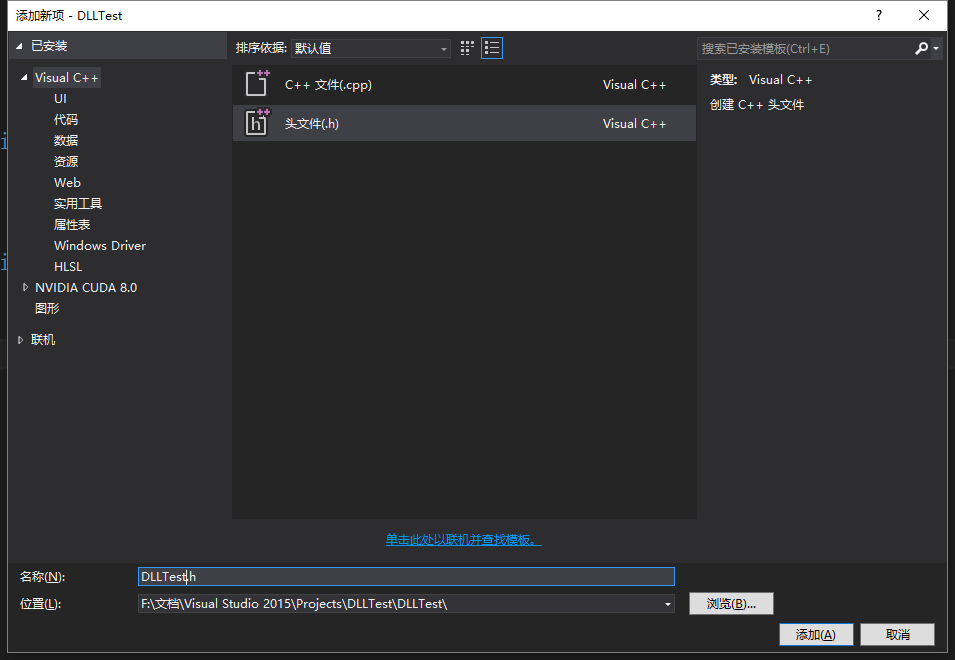 添加新项 - DLLTest ?
已安装
排序依据: 默认值
搜索已安装模板(Ctrl+E)
Visual C++
UI
代码
数据
资源
Web
实用工具
属性表
Windows Driver
HLSL
NVIDIA CUDA 8.0
图形
联机
C++ 文件(.cpp) Visual C++
头文件(.h) Visual C++
类型: Visual C++
创建 C++ 头文件
单击此处以联机并查找模板。
名称(N): DLLTest.h
位置(L): F:\文档\Visual Studio 2015\Projects\DLLTest\DLLTest\ 浏览(B)...
添加(A) 取消